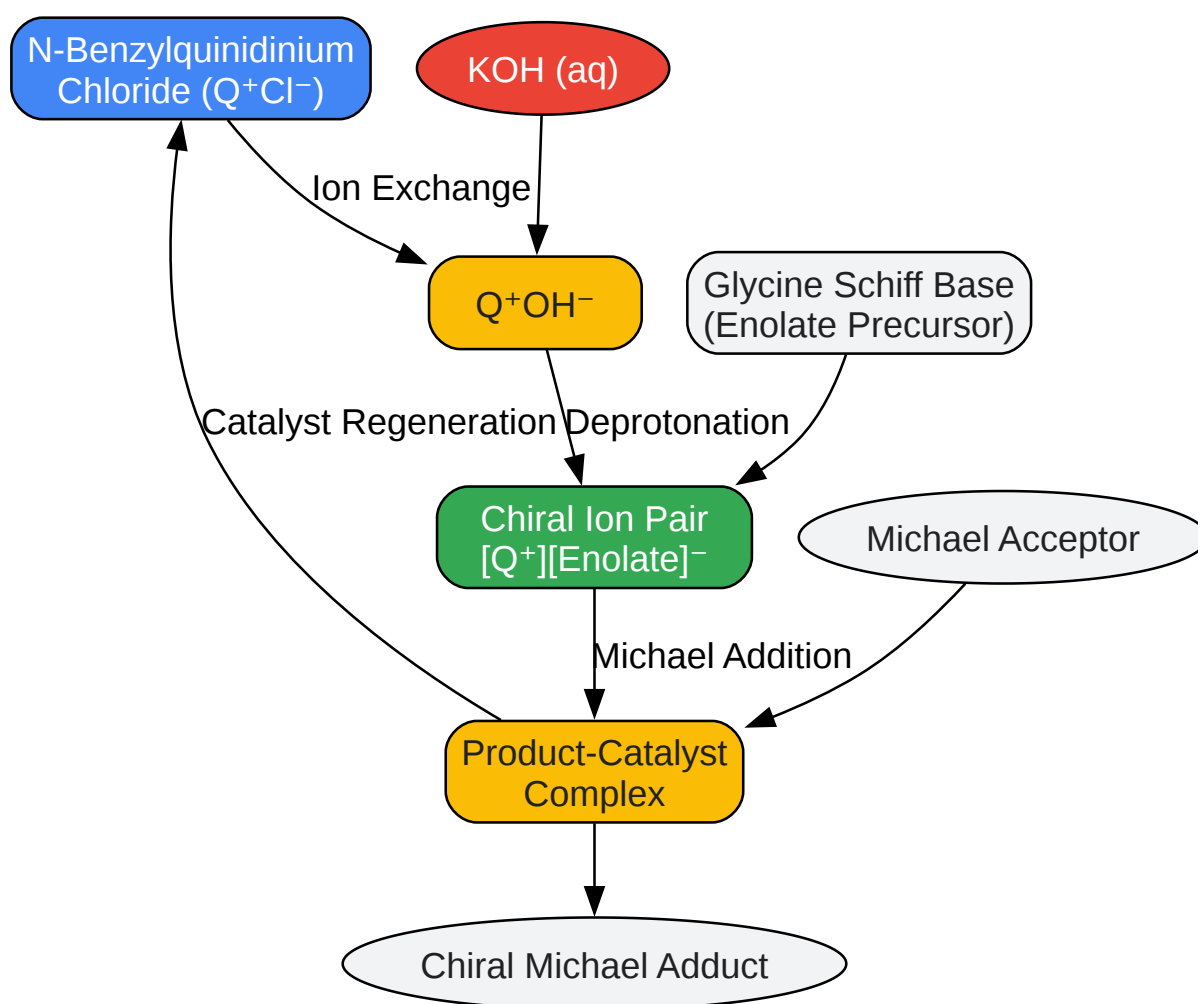 N-Benzylquinidinium
Chloride (Q⁺Cl⁻)
KOH (aq)
Ion Exchange
Q⁺OH⁻
Glycine Schiff Base
(Enolate Precursor)
Catalyst Regeneration
Deprotonation
Chiral Ion Pair
[Q⁺][Enolate]⁻
Michael Acceptor
Michael Addition
Product-Catalyst
Complex
Chiral Michael Adduct